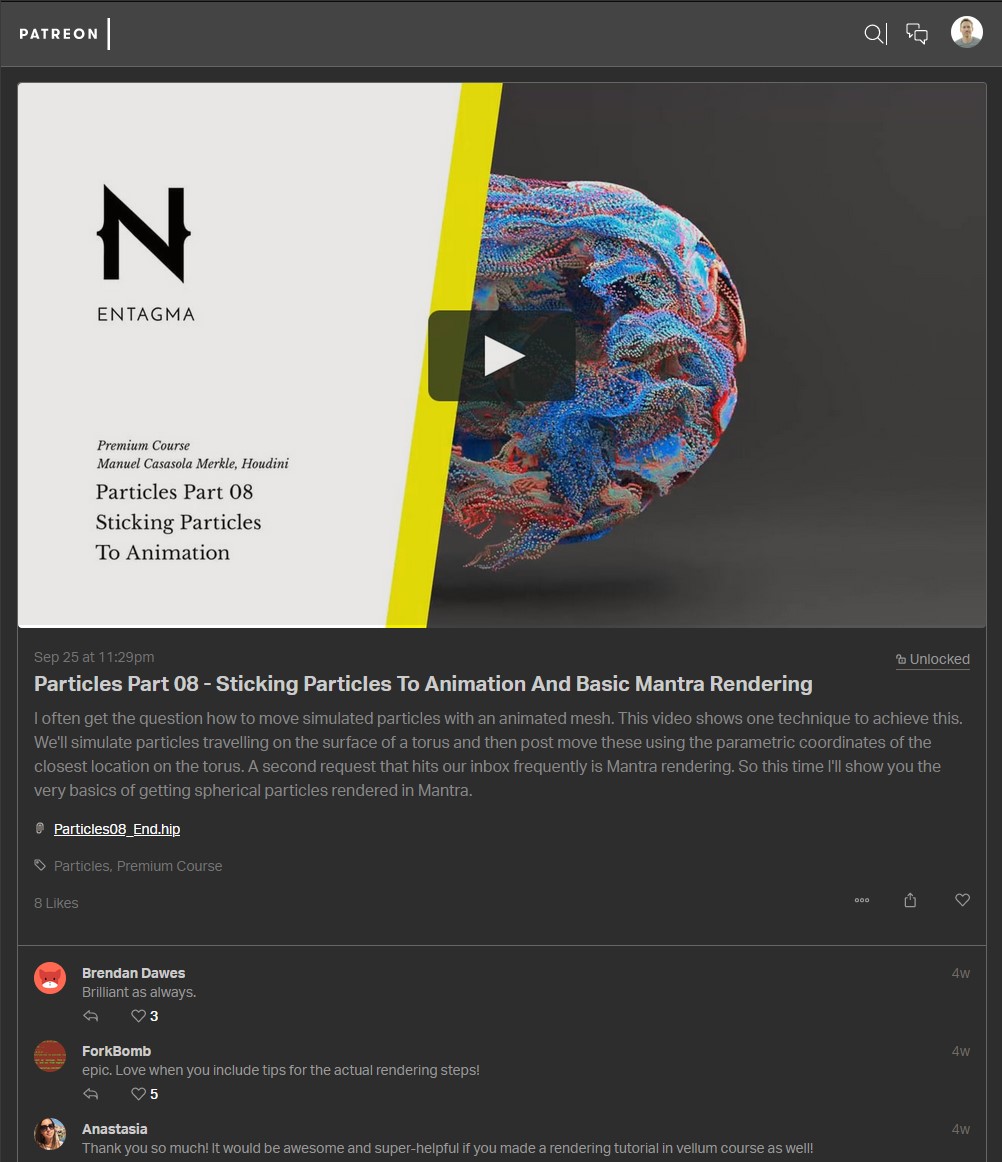 PATREON
ENTAGMA
Premium Course
Manuel Casasola Merkle, Houdini
Particles Part 08
Sticking Particles
To Animation
Sep 25 at 11:29pm
Unlocked
Particles Part 08 - Sticking Particles To Animation And Basic Mantra Rendering
I often get the question how to move simulated particles with an animated mesh. This video shows one technique to achieve this.
We'll simulate particles travelling on the surface of a torus and then post move these using the parametric coordinates of the
closest location on the torus. A second request that hits our inbox frequently is Mantra rendering. So this time I'll show you the
very basics of getting spherical particles rendered in Mantra.
Particles08_End.hip
Particles, Premium Course
8 Likes
Brendan Dawes
4w
Brilliant as always.
3
ForkBomb
4w
epic. Love when you include tips for the actual rendering steps!
5
Anastasia
4w
Thank you so much! It would be awesome and super-helpful if you made a rendering tutorial in vellum course as well!